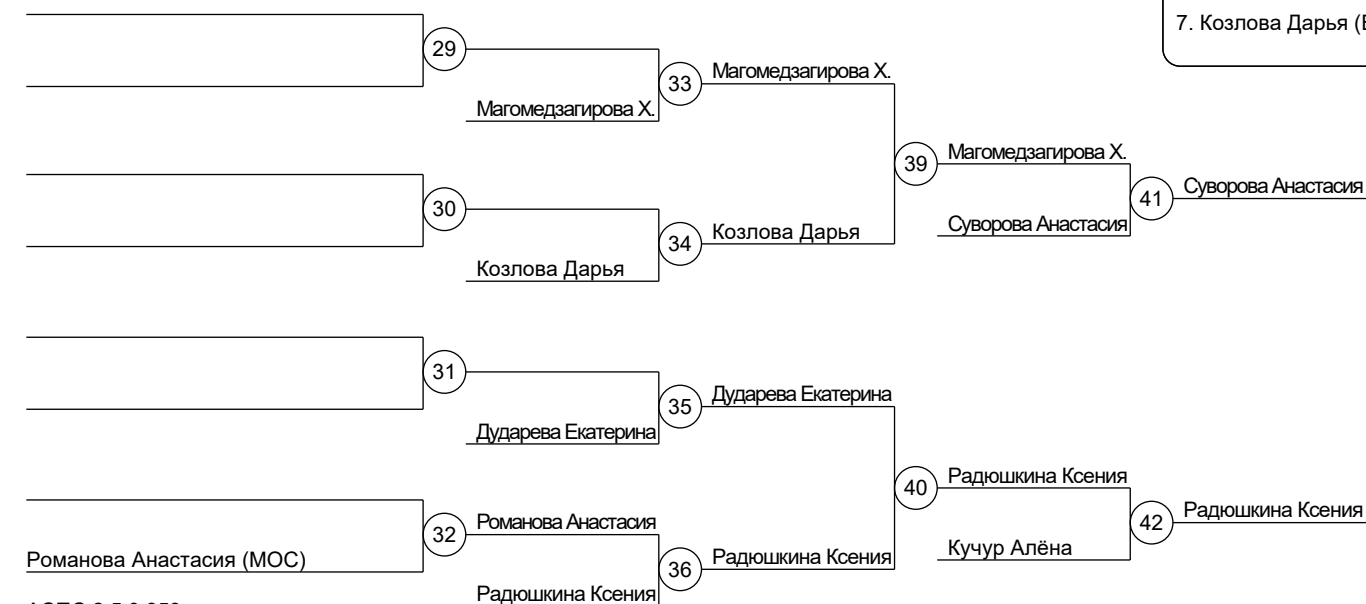 7. Козлова Дарья
29
33
Магомедзагирова Х.
Магомедзагирова Х.
39
Магомедзагирова Х.
41
Суворова Анастасия
30
34
Козлова Дарья
Суворова Анастасия
Козлова Дарья
31
35
Дударева Екатерина
Дударева Екатерина
40
Радюшкина Ксения
42
Радюшкина Ксения
32
Романова Анастасия
36
Радюшкина Ксения
Кучур Алёна
Романова Анастасия (МОС)
Радюшкина Ксения